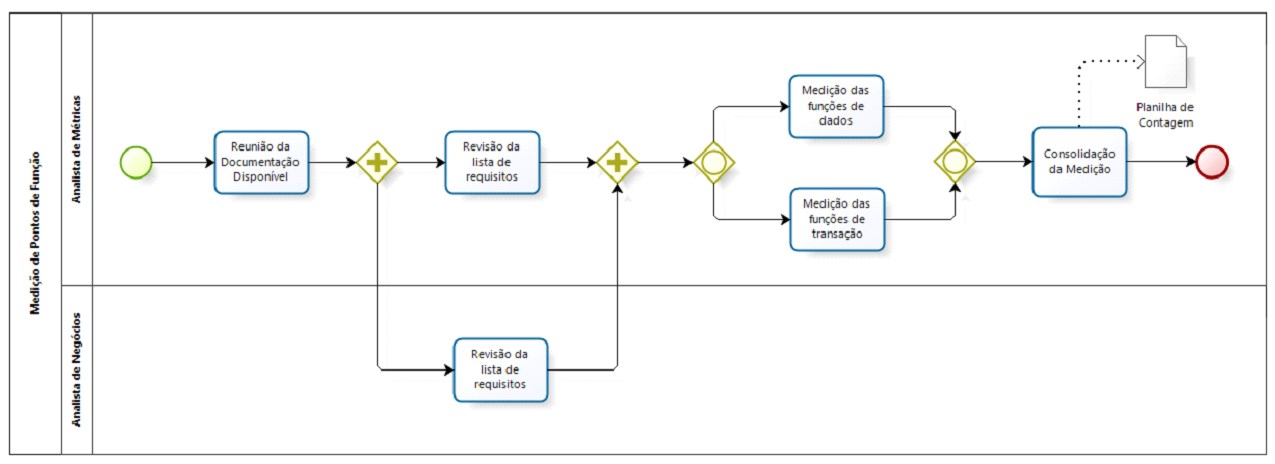 Medição de Pontos de Função
Analista de Métricas
Reunião da
Documentação
Disponível
Revisão da
lista de
requisitos
Medição das
funções de
dados
Medição das
funções de
transação
Consolidação
da Medição
Planilha de
Contagem
Analista de Negócios
Revisão da
lista de
requisitos